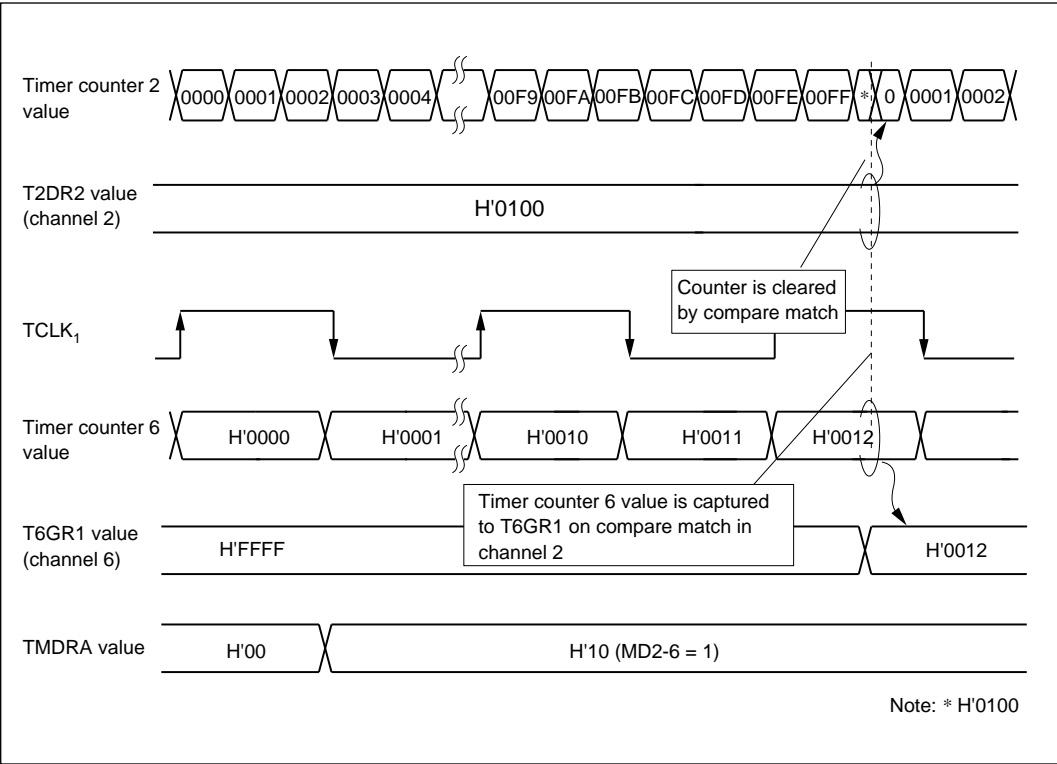 Timer counter 2
value
0000 0001 0002 0003 0004 00F9 00FA 00FB 00FC 00FD 00FE 00FF * 0 0001 0002
T2DR2 value
(channel 2)
H'0100
Counter is cleared
by compare match
TCLK1
Timer counter 6
value
H'0000 H'0001 H'0010 H'0011 H'0012
Timer counter 6 value is captured
to T6GR1 on compare match in
channel 2
T6GR1 value
(channel 6)
H'FFFF H'0012
TMDRA value
H'00 H'10 (MD2-6 = 1)
Note: * H'0100